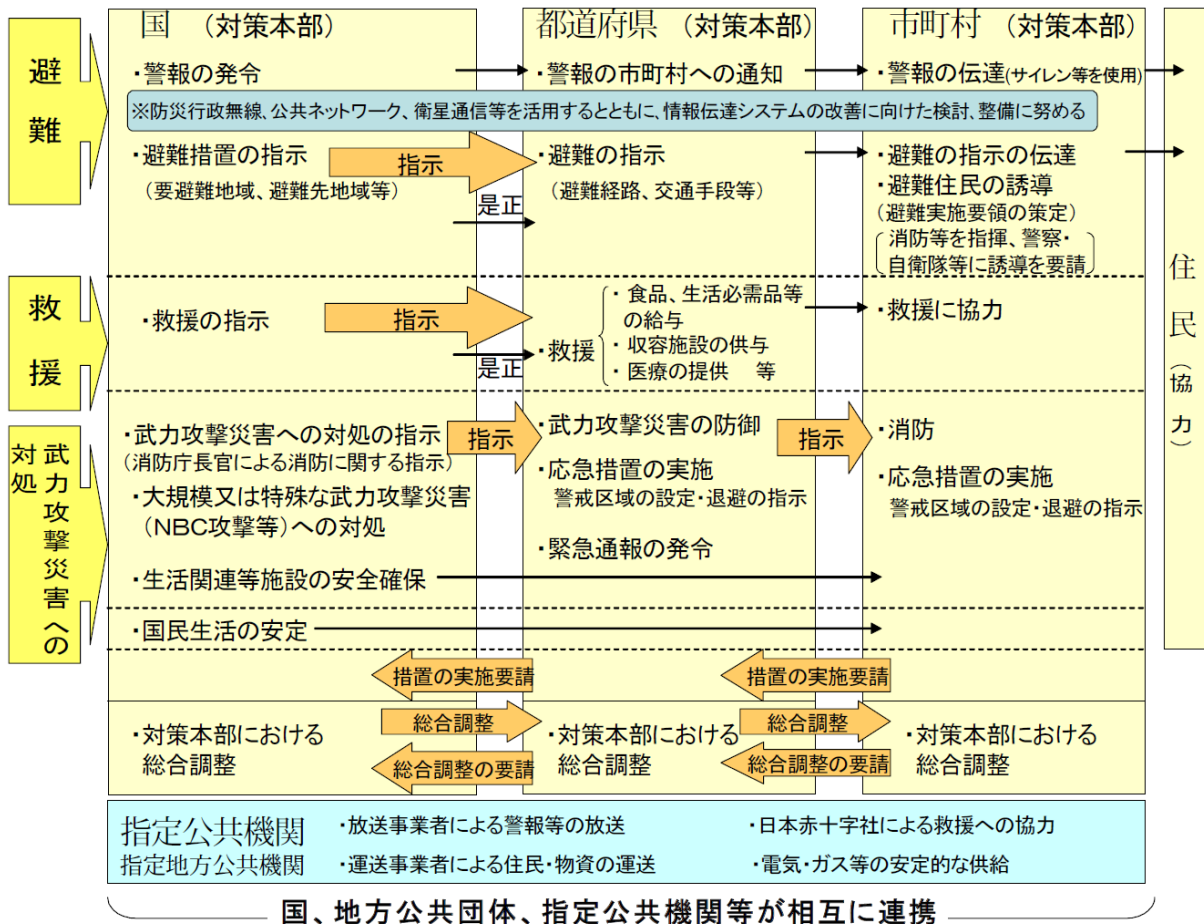 国 (対策本部)
都道府県 (対策本部)
市町村 (対策本部)
避難
・警報の発令
・警報の市町村への通知
・警報の伝達(サイレン等を使用)
※防災行政無線、公共ネットワーク、衛星通信等を活用するとともに、情報伝達システムの改善に向けた検討、整備に努める
・避難措置の指示
(要避難地域、避難先地域等)
指示
是正
・避難の指示
(避難経路、交通手段等)
・避難の指示の伝達
・避難住民の誘導
(避難実施要領の策定)
消防等を指揮、警察・
自衛隊等に誘導を要請
住民(協力)
救援
・救援の指示
指示
是正
・救援
・食品、生活必需品等
の給与
・収容施設の供与
・医療の提供 等
・救援に協力
武力攻撃災害への
対処
・武力攻撃災害への対処の指示
(消防庁長官による消防に関する指示)
・大規模又は特殊な武力攻撃災害
(NBC攻撃等)への対処
・生活関連等施設の安全確保
指示
・武力攻撃災害の防御
・応急措置の実施
警戒区域の設定・退避の指示
・緊急通報の発令
指示
・消防
・応急措置の実施
警戒区域の設定・退避の指示
・国民生活の安定
措置の実施要請
措置の実施要請
・対策本部における
総合調整
総合調整
総合調整の要請
・対策本部における
総合調整
総合調整
総合調整の要請
・対策本部における
総合調整
指定公共機関
指定地方公共機関
・放送事業者による警報等の放送
・日本赤十字社による救援への協力
・運送事業者による住民・物資の運送
・電気・ガス等の安定的な供給
国、地方公共団体、指定公共機関等が相互に連携